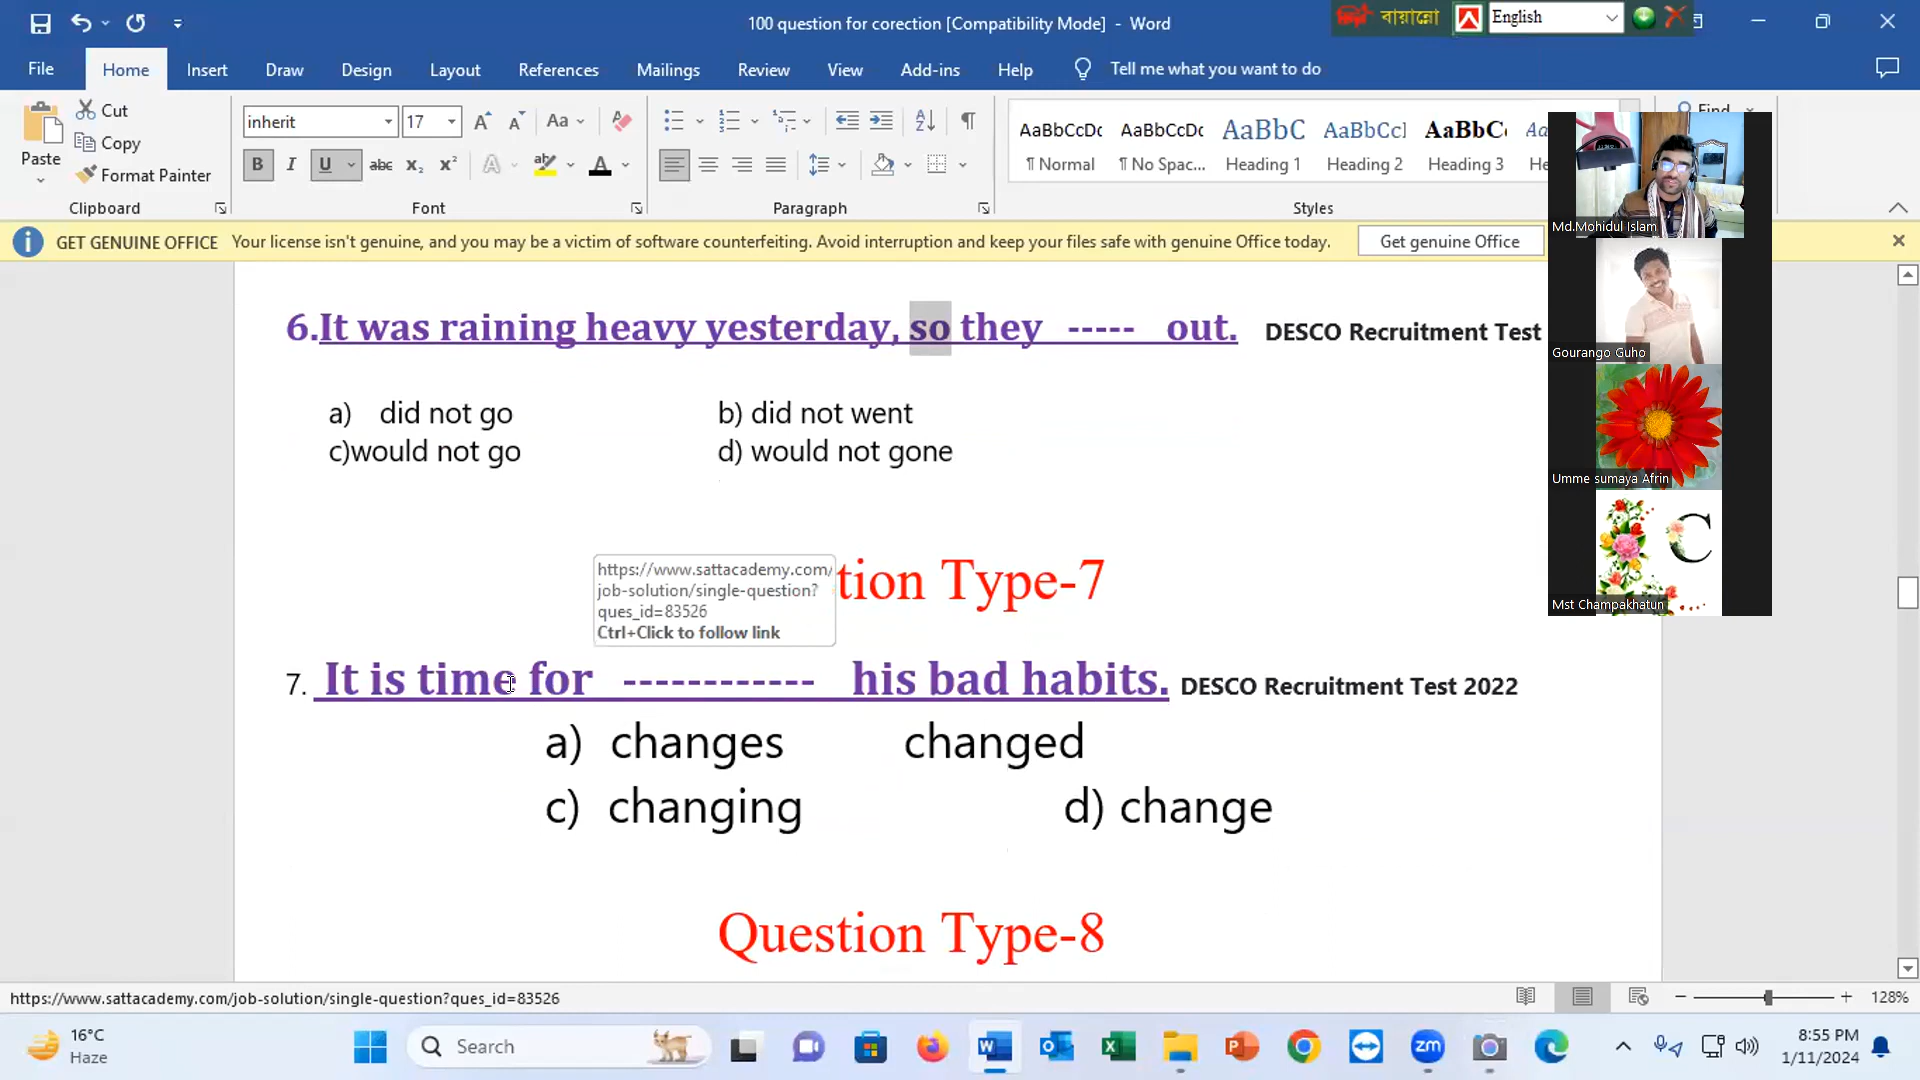 100 question for corection [Compatibility Mode] - Word
বায়ান্নো
English
File Home Insert Draw Design Layout References Mailings Review View Add-ins Help Tell me what you want to do
Paste
Cut
Copy
Format Painter
Clipboard
inherit 17
Aa
B I U abc x₂ x² A A
Font
Paragraph
AaBbCcDc AaBbCcDc AaBbC AaBbCcI AaBbC
¶ Normal ¶ No Spac... Heading 1 Heading 2 Heading 3
Styles
Find
GET GENUINE OFFICE Your license isn't genuine, and you may be a victim of software counterfeiting. Avoid interruption and keep your files safe with genuine Office today. Get genuine Office
Md.Mohidul Islam
Gourango Guho
Umme sumaya Afrin
C
Mst Champakhatun
6.It was raining heavy yesterday, so they ----- out. DESCO Recruitment Test
a) did not go b) did not went
c)would not go d) would not gone
tion Type-7
https://www.sattacademy.com/
job-solution/single-question?
ques_id=83526
Ctrl+Click to follow link
7. It is time for ------------ his bad habits. DESCO Recruitment Test 2022
a) changes changed
c) changing d) change
Question Type-8
https://www.sattacademy.com/job-solution/single-question?ques_id=83526
128%
16°C
Haze
Search
zm
8:55 PM
1/11/2024